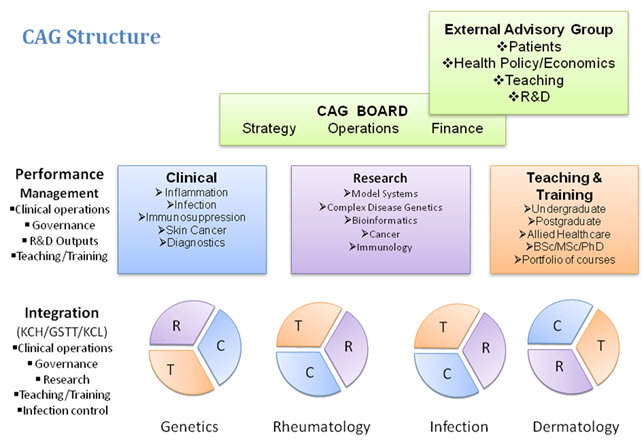 CAG Structure
External Advisory Group
❖Patients
❖Health Policy/Economics
❖Teaching
❖R&D
CAG BOARD
Strategy Operations Finance
Performance
Management
▪Clinical operations
▪Governance
▪R&D Outputs
▪Teaching/Training
Clinical
➢Inflammation
➢Infection
➢Immunosuppression
➢Skin Cancer
➢Diagnostics
Research
➢Model Systems
➢Complex Disease Genetics
➢Bioinformatics
➢Cancer
➢Immunology
Teaching &
Training
➢Undergraduate
➢Postgraduate
➢Allied Healthcare
➢BSc/MSc/PhD
➢Portfolio of courses
Integration
(KCH/GSTT/KCL)
▪Clinical operations
▪Governance
▪Research
▪Teaching/Training
▪Infection control
R
C
T
Genetics
T
R
C
Rheumatology
T
R
C
Infection
C
T
R
Dermatology